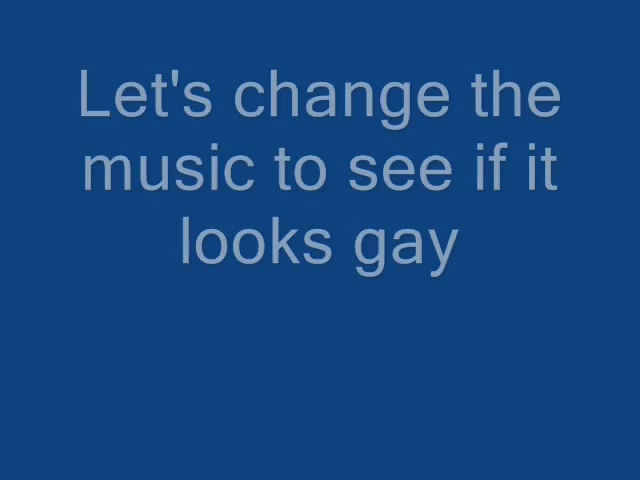 Let's change the
music to see if it
looks gay